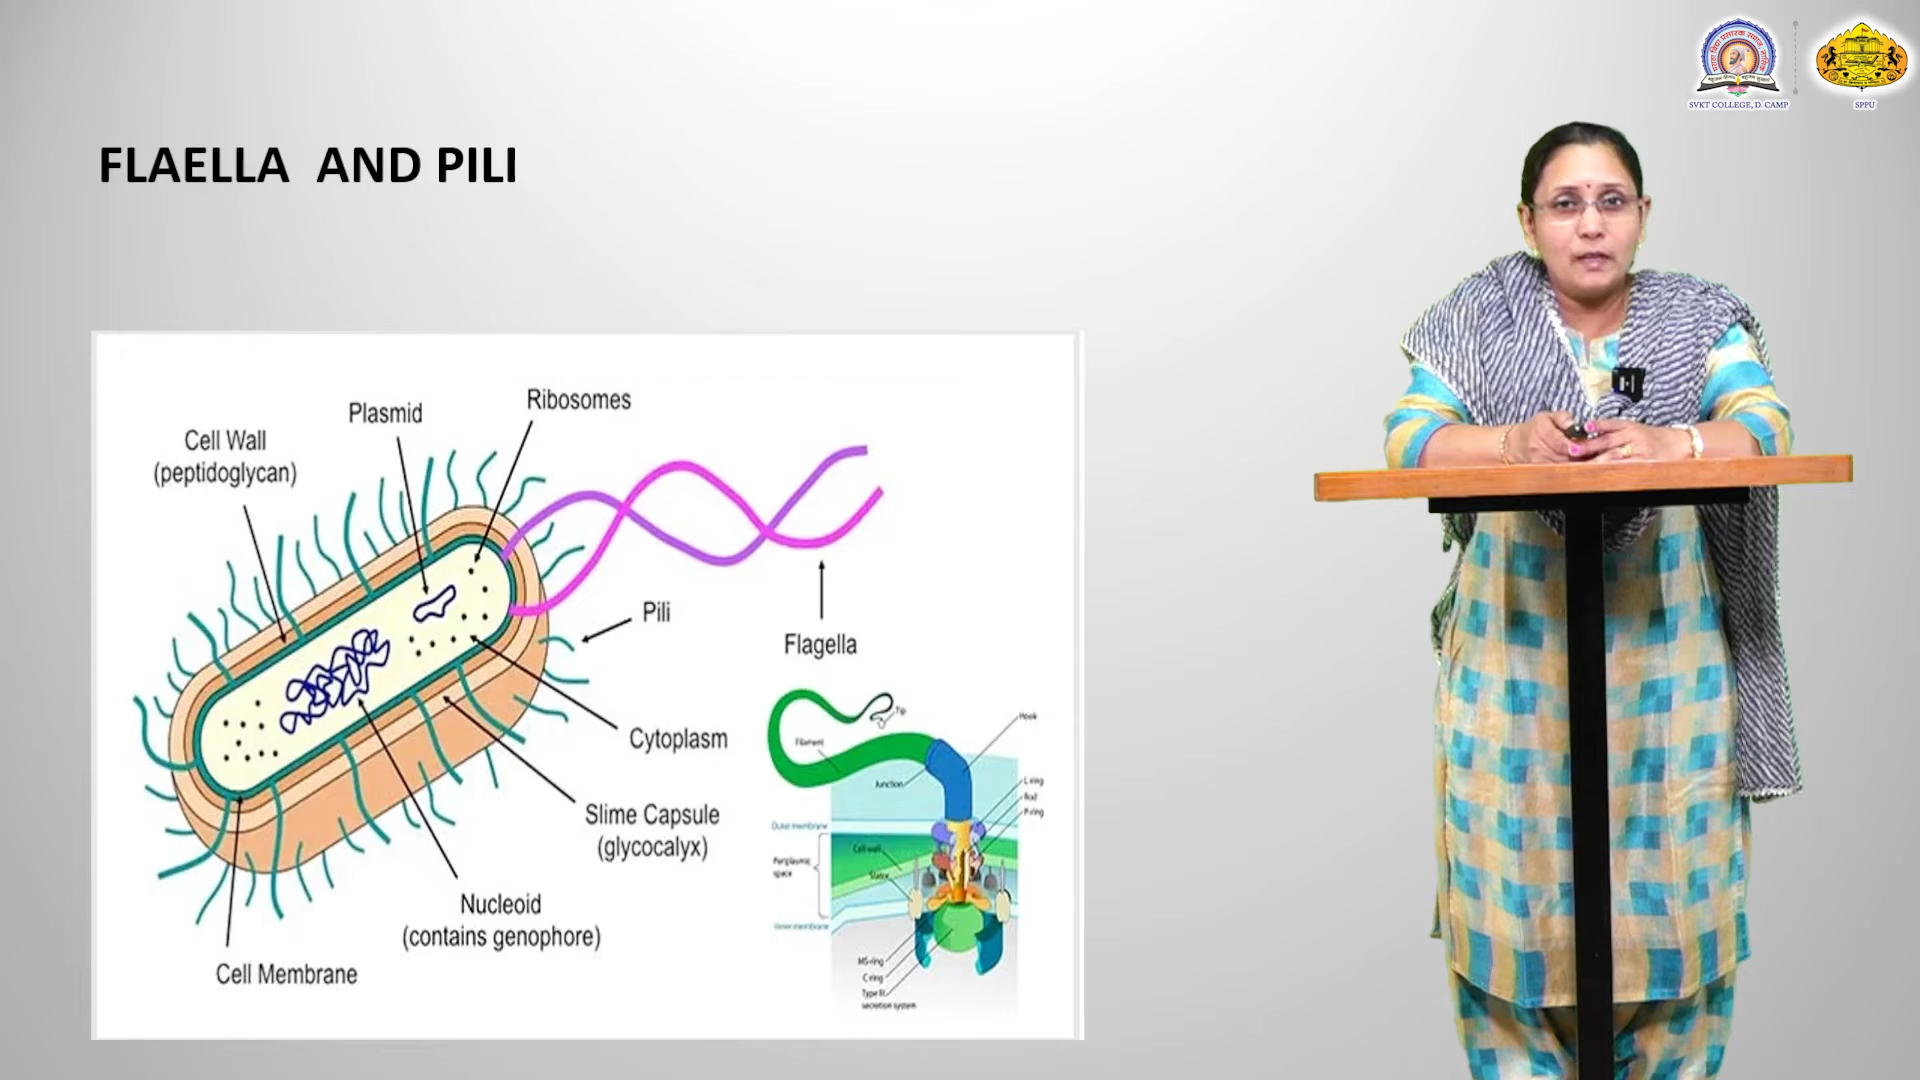 SVKT COLLEGE, D. CAMP
SPPU
FLAELLA AND PILI
Ribosomes
Plasmid
Cell Wall
(peptidoglycan)
Pili
Flagella
Cytoplasm
Slime Capsule
(glycocalyx)
Nucleoid
(contains genophore)
Cell Membrane
Tip
Hook
Filament
Junction
L ring
Rod
P ring
Outer membrane
Cell wall
Periplasmic
space
Stator
Inner membrane
MS-ring
C ring
Type III
secretion system